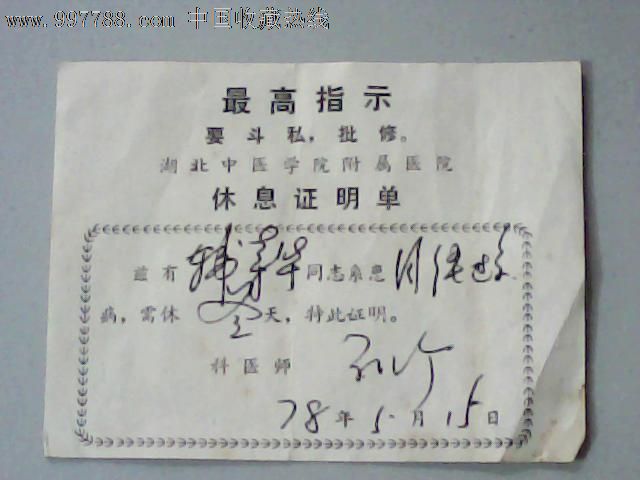 www.997788.com 中国收藏热线
最高指示
要斗私，批修。
湖北中医学院附属医院
休息证明单
兹有 同志系患
病，需休 天，特此证明。
科医师
78年5月15日